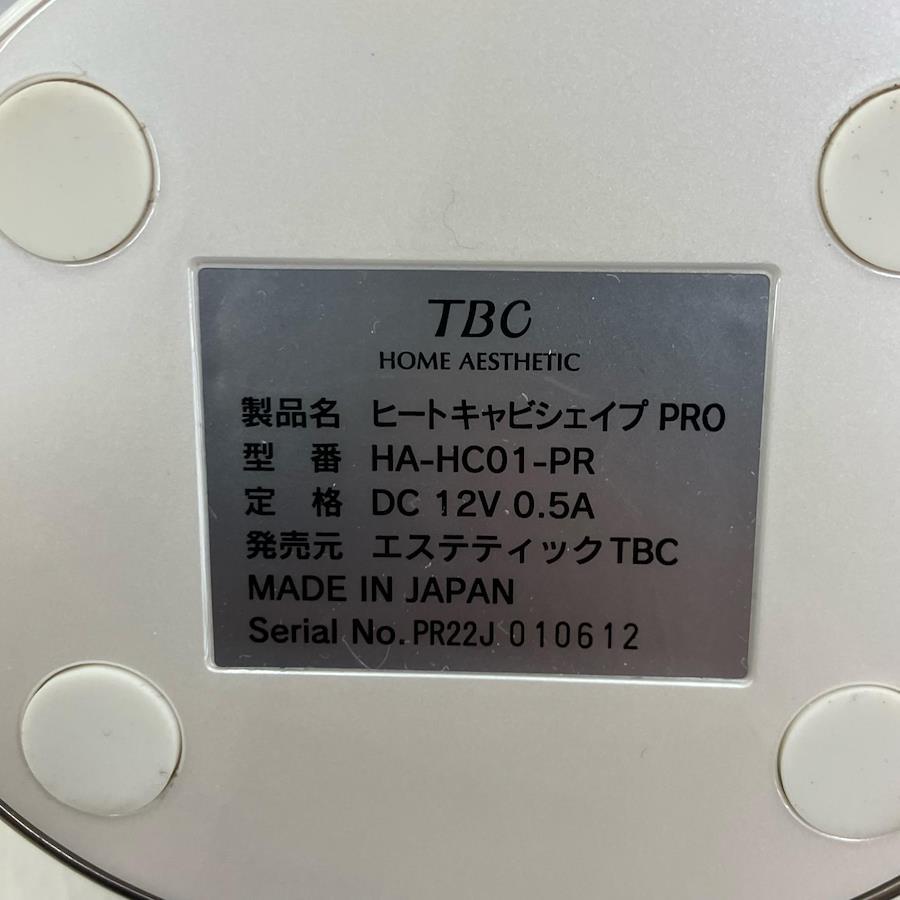 TBC
HOME AESTHETIC
製品名 ヒートキャビシェイプ PRO
型番 HA-HC01-PR
定格 DC 12V 0.5A
発売元 エステティックTBC
MADE IN JAPAN
Serial No. PR22J 010612